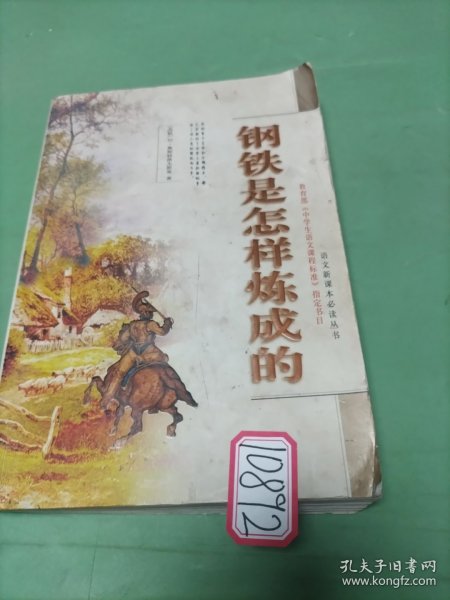 钢铁是怎样炼成的
教育部《中学生语文课程标准》指定书目
语文新课本必读丛书
10892
孔夫子旧书网
www.kongfz.com